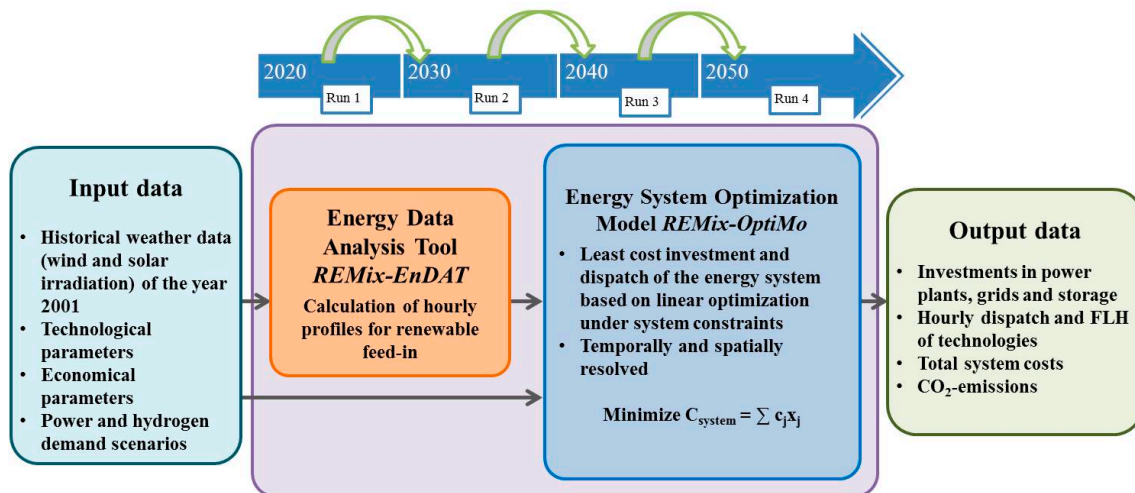 2020
2030
2040
2050
Run 1
Run 2
Run 3
Run 4
Input data
• Historical weather data
(wind and solar
irradiation) of the year
2001
• Technological
parameters
• Economical
parameters
• Power and hydrogen
demand scenarios
Energy Data
Analysis Tool
REMix-EnDAT
Calculation of hourly
profiles for renewable
feed-in
Energy System Optimization
Model REMix-OptiMo
• Least cost investment and
dispatch of the energy system
based on linear optimization
under system constraints
• Temporally and spatially
resolved
Minimize C_system = ∑ c_jx_j
Output data
• Investments in power
plants, grids and storage
• Hourly dispatch and FLH
of technologies
• Total system costs
• CO₂-emissions